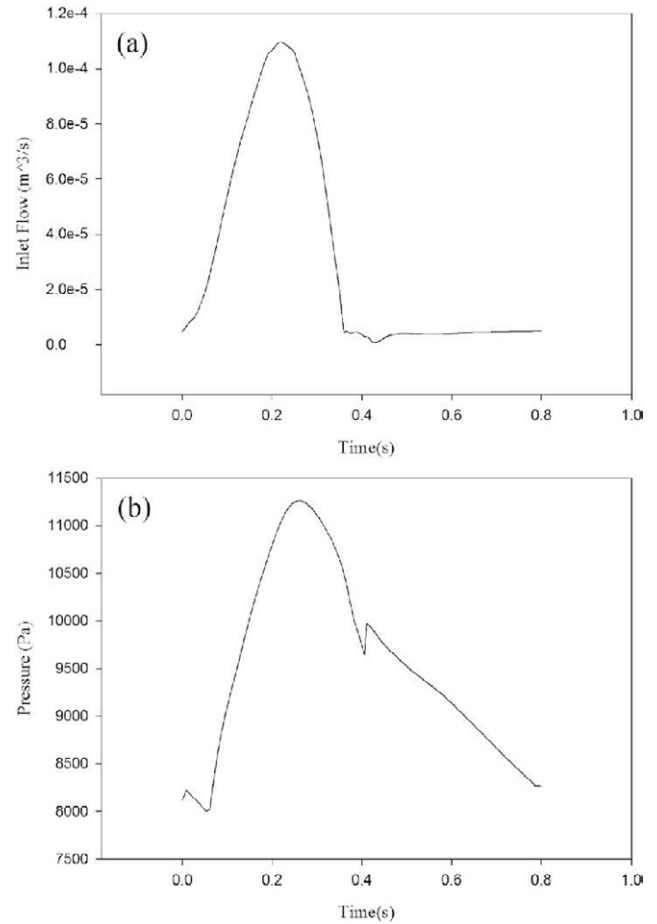 (a)
Inlet Flow (m^3/s)
1.2e-4
1.0e-4
8.0e-5
6.0e-5
4.0e-5
2.0e-5
0.0
0.0 0.2 0.4 0.6 0.8 1.0
Time(s)
(b)
Pressure (Pa)
11500
11000
10500
10000
9500
9000
8500
8000
7500
0.0 0.2 0.4 0.6 0.8 1.0
Time(s)